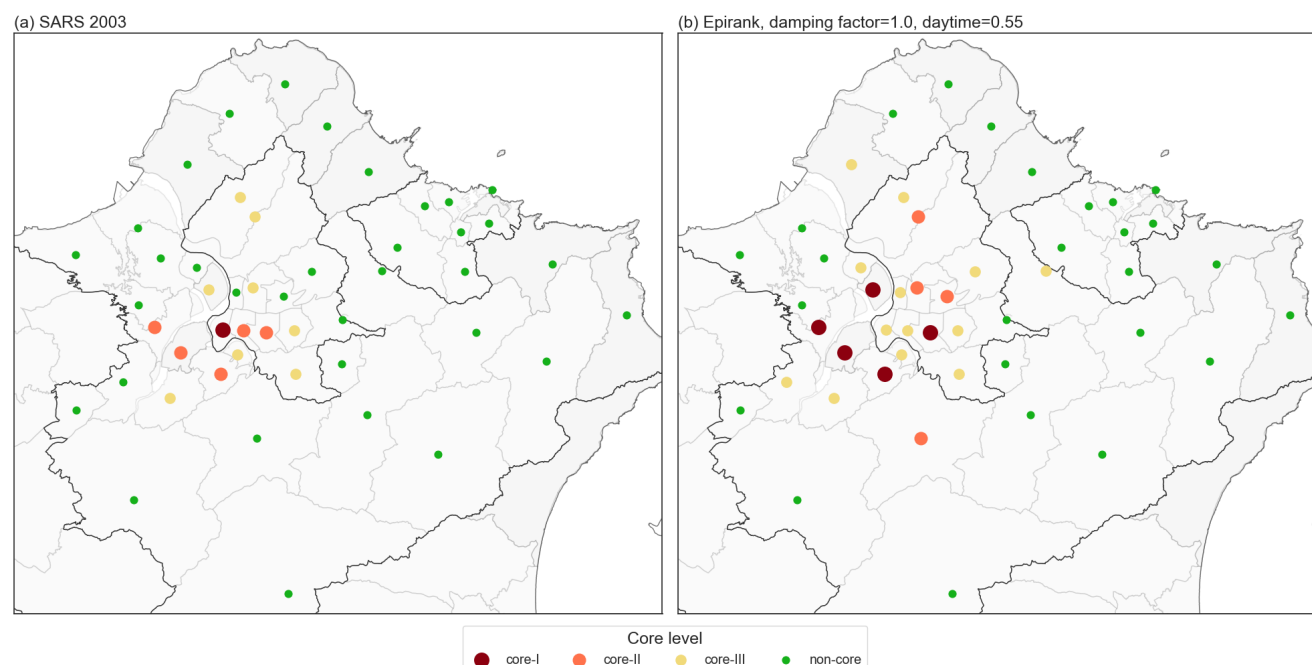 (a) SARS 2003
(b) Epirank, damping factor=1.0, daytime=0.55
Core level
core-I core-II core-III non-core